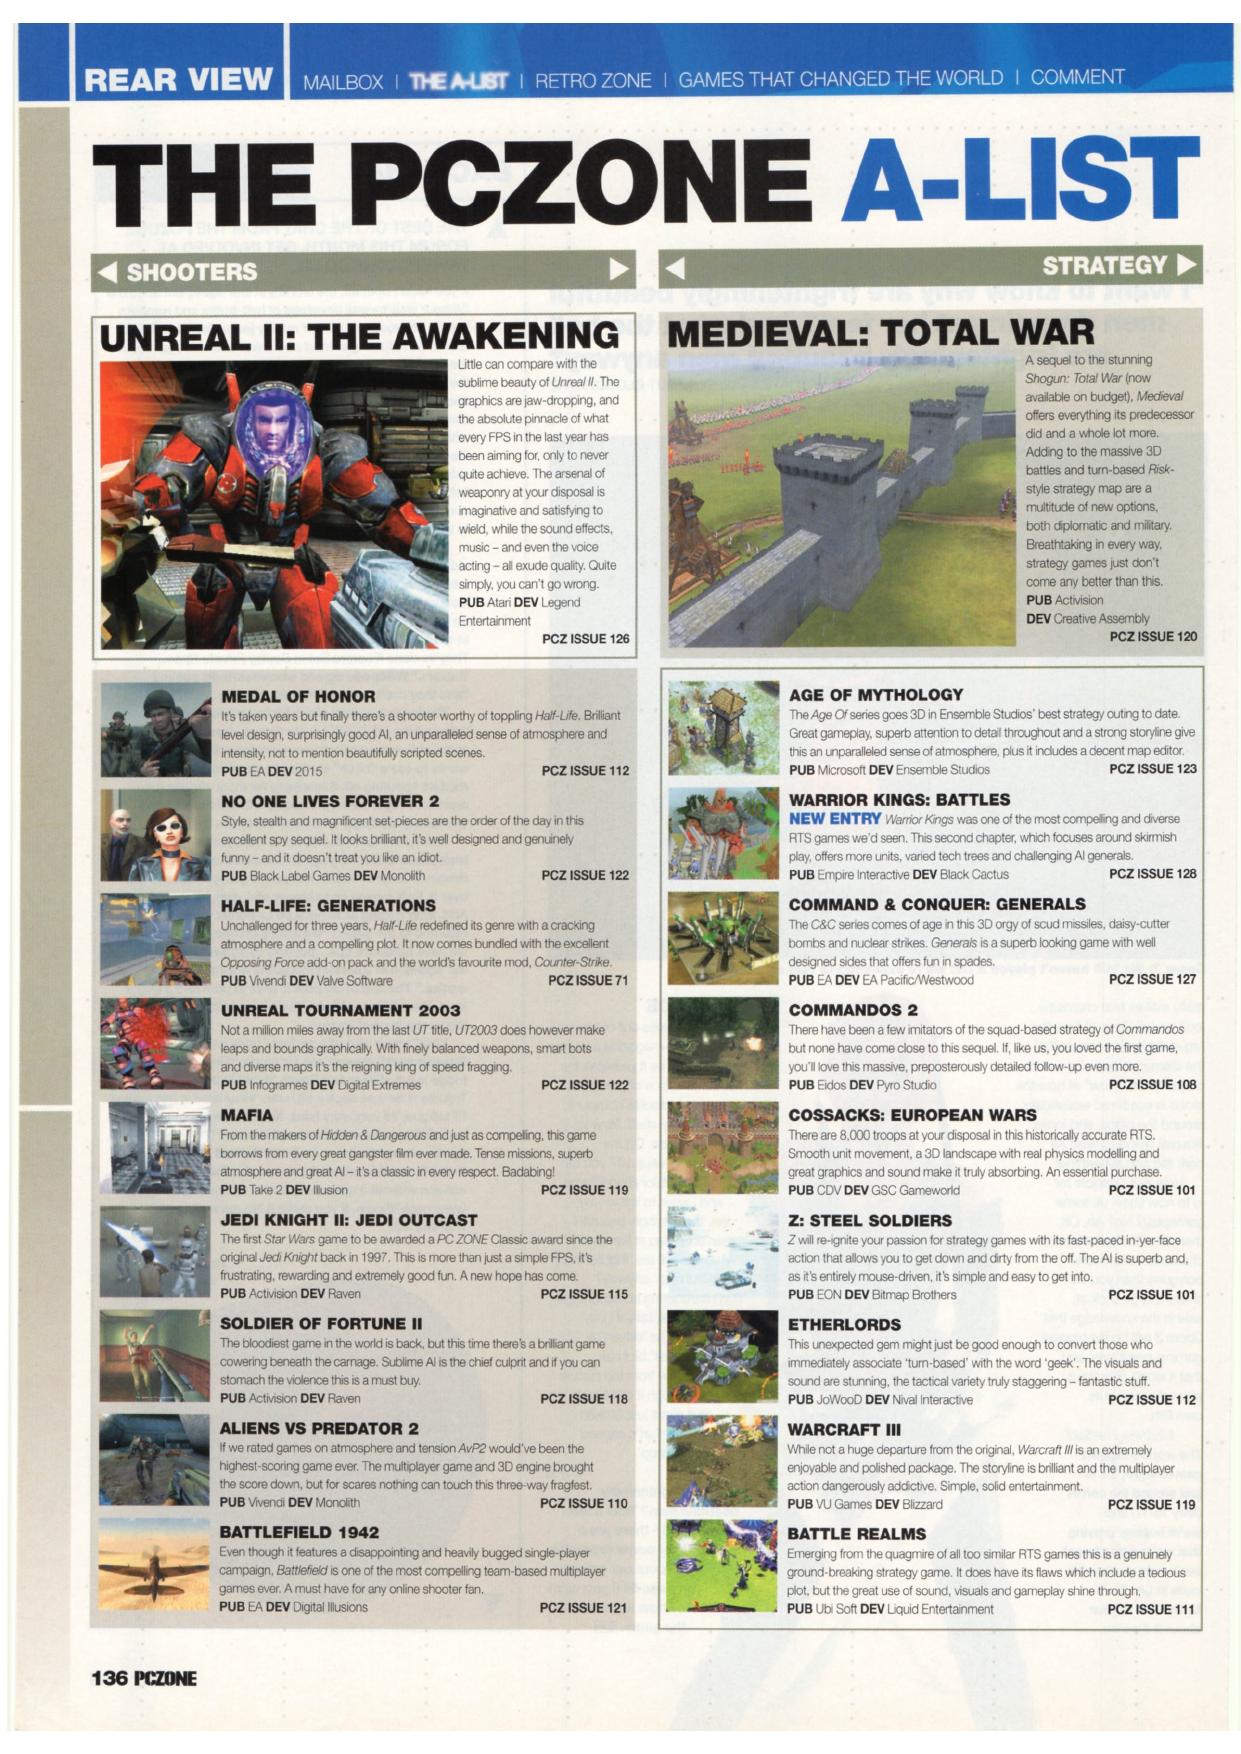 REAR VIEW
MAILBOX | THE A-LIST | RETRO ZONE | GAMES THAT CHANGED THE WORLD | COMMENT
THE PCZONE A-LIST
SHOOTERS
UNREAL II: THE AWAKENING
Little can compare with the
sublime beauty of Unreal II. The
graphics are jaw-dropping, and
the absolute pinnacle of what
every FPS in the last year has
been aiming for, only to never
quite achieve. The arsenal of
weaponry at your disposal is
imaginative and satisfying to
wield, while the sound effects,
music – and even the voice
acting – all exude quality. Quite
simply, you can't go wrong.
PUB Atari DEV Legend
Entertainment
PCZ ISSUE 126
MEDAL OF HONOR
It's taken years but finally there's a shooter worthy of toppling Half-Life. Brilliant
level design, surprisingly good AI, an unparalleled sense of atmosphere and
intensity, not to mention beautifully scripted scenes.
PUB EA DEV 2015 PCZ ISSUE 112
NO ONE LIVES FOREVER 2
Style, stealth and magnificent set-pieces are the order of the day in this
excellent spy sequel. It looks brilliant, it's well designed and genuinely
funny – and it doesn't treat you like an idiot.
PUB Black Label Games DEV Monolith PCZ ISSUE 122
HALF-LIFE: GENERATIONS
Unchallenged for three years, Half-Life redefined its genre with a cracking
atmosphere and a compelling plot. It now comes bundled with the excellent
Opposing Force add-on pack and the world's favourite mod, Counter-Strike.
PUB Vivendi DEV Valve Software PCZ ISSUE 71
UNREAL TOURNAMENT 2003
Not a million miles away from the last UT title, UT2003 does however make
leaps and bounds graphically. With finely balanced weapons, smart bots
and diverse maps it's the reigning king of speed fragging.
PUB Infogrames DEV Digital Extremes PCZ ISSUE 122
MAFIA
From the makers of Hidden & Dangerous and just as compelling, this game
borrows from every great gangster film ever made. Tense missions, superb
atmosphere and great AI – it's a classic in every respect. Badabing!
PUB Take 2 DEV Illusion PCZ ISSUE 119
JEDI KNIGHT II: JEDI OUTCAST
The first Star Wars game to be awarded a PC ZONE Classic award since the
original Jedi Knight back in 1997. This is more than just a simple FPS, it's
frustrating, rewarding and extremely good fun. A new hope has come.
PUB Activision DEV Raven PCZ ISSUE 115
SOLDIER OF FORTUNE II
The bloodiest game in the world is back, but this time there's a brilliant game
cowering beneath the carnage. Sublime AI is the chief culprit and if you can
stomach the violence this is a must buy.
PUB Activision DEV Raven PCZ ISSUE 118
ALIENS VS PREDATOR 2
If we rated games on atmosphere and tension AvP2 would've been the
highest-scoring game ever. The multiplayer game and 3D engine brought
the score down, but for scares nothing can touch this three-way fragfest.
PUB Vivendi DEV Monolith PCZ ISSUE 110
BATTLEFIELD 1942
Even though it features a disappointing and heavily bugged single-player
campaign, Battlefield is one of the most compelling team-based multiplayer
games ever. A must have for any online shooter fan.
PUB EA DEV Digital Illusions PCZ ISSUE 121
STRATEGY
MEDIEVAL: TOTAL WAR
A sequel to the stunning
Shogun: Total War (now
available on budget), Medieval
offers everything its predecessor
did and a whole lot more.
Adding to the massive 3D
battles and turn-based Risk-
style strategy map are a
multitude of new options,
both diplomatic and military.
Breathtaking in every way,
strategy games just don't
come any better than this.
PUB Activision
DEV Creative Assembly
PCZ ISSUE 120
AGE OF MYTHOLOGY
The Age Of series goes 3D in Ensemble Studios' best strategy outing to date.
Great gameplay, superb attention to detail throughout and a strong storyline give
this an unparalleled sense of atmosphere, plus it includes a decent map editor.
PUB Microsoft DEV Ensemble Studios PCZ ISSUE 123
WARRIOR KINGS: BATTLES
NEW ENTRY Warrior Kings was one of the most compelling and diverse
RTS games we'd seen. This second chapter, which focuses around skirmish
play, offers more units, varied tech trees and challenging AI generals.
PUB Empire Interactive DEV Black Cactus PCZ ISSUE 128
COMMAND & CONQUER: GENERALS
The C&C series comes of age in this 3D orgy of scud missiles, daisy-cutter
bombs and nuclear strikes. Generals is a superb looking game with well
designed sides that offers fun in spades.
PUB EA DEV EA Pacific/Westwood PCZ ISSUE 127
COMMANDOS 2
There have been a few imitators of the squad-based strategy of Commandos
but none have come close to this sequel. If, like us, you loved the first game,
you'll love this massive, preposterously detailed follow-up even more.
PUB Eidos DEV Pyro Studio PCZ ISSUE 108
COSSACKS: EUROPEAN WARS
There are 8,000 troops at your disposal in this historically accurate RTS.
Smooth unit movement, a 3D landscape with real physics modelling and
great graphics and sound make it truly absorbing. An essential purchase.
PUB CDV DEV GSC Gameworld PCZ ISSUE 101
Z: STEEL SOLDIERS
Z will re-ignite your passion for strategy games with its fast-paced in-yer-face
action that allows you to get down and dirty from the off. The AI is superb and,
as it's entirely mouse-driven, it's simple and easy to get into.
PUB EON DEV Bitmap Brothers PCZ ISSUE 101
ETHERLORDS
This unexpected gem might just be good enough to convert those who
immediately associate 'turn-based' with the word 'geek'. The visuals and
sound are stunning, the tactical variety truly staggering – fantastic stuff.
PUB JoWooD DEV Nival Interactive PCZ ISSUE 112
WARCRAFT III
While not a huge departure from the original, Warcraft III is an extremely
enjoyable and polished package. The storyline is brilliant and the multiplayer
action dangerously addictive. Simple, solid entertainment.
PUB VU Games DEV Blizzard PCZ ISSUE 119
BATTLE REALMS
Emerging from the quagmire of all too similar RTS games this is a genuinely
ground-breaking strategy game. It does have its flaws which include a tedious
plot, but the great use of sound, visuals and gameplay shine through.
PUB Ubi Soft DEV Liquid Entertainment PCZ ISSUE 111
136 PCZONE